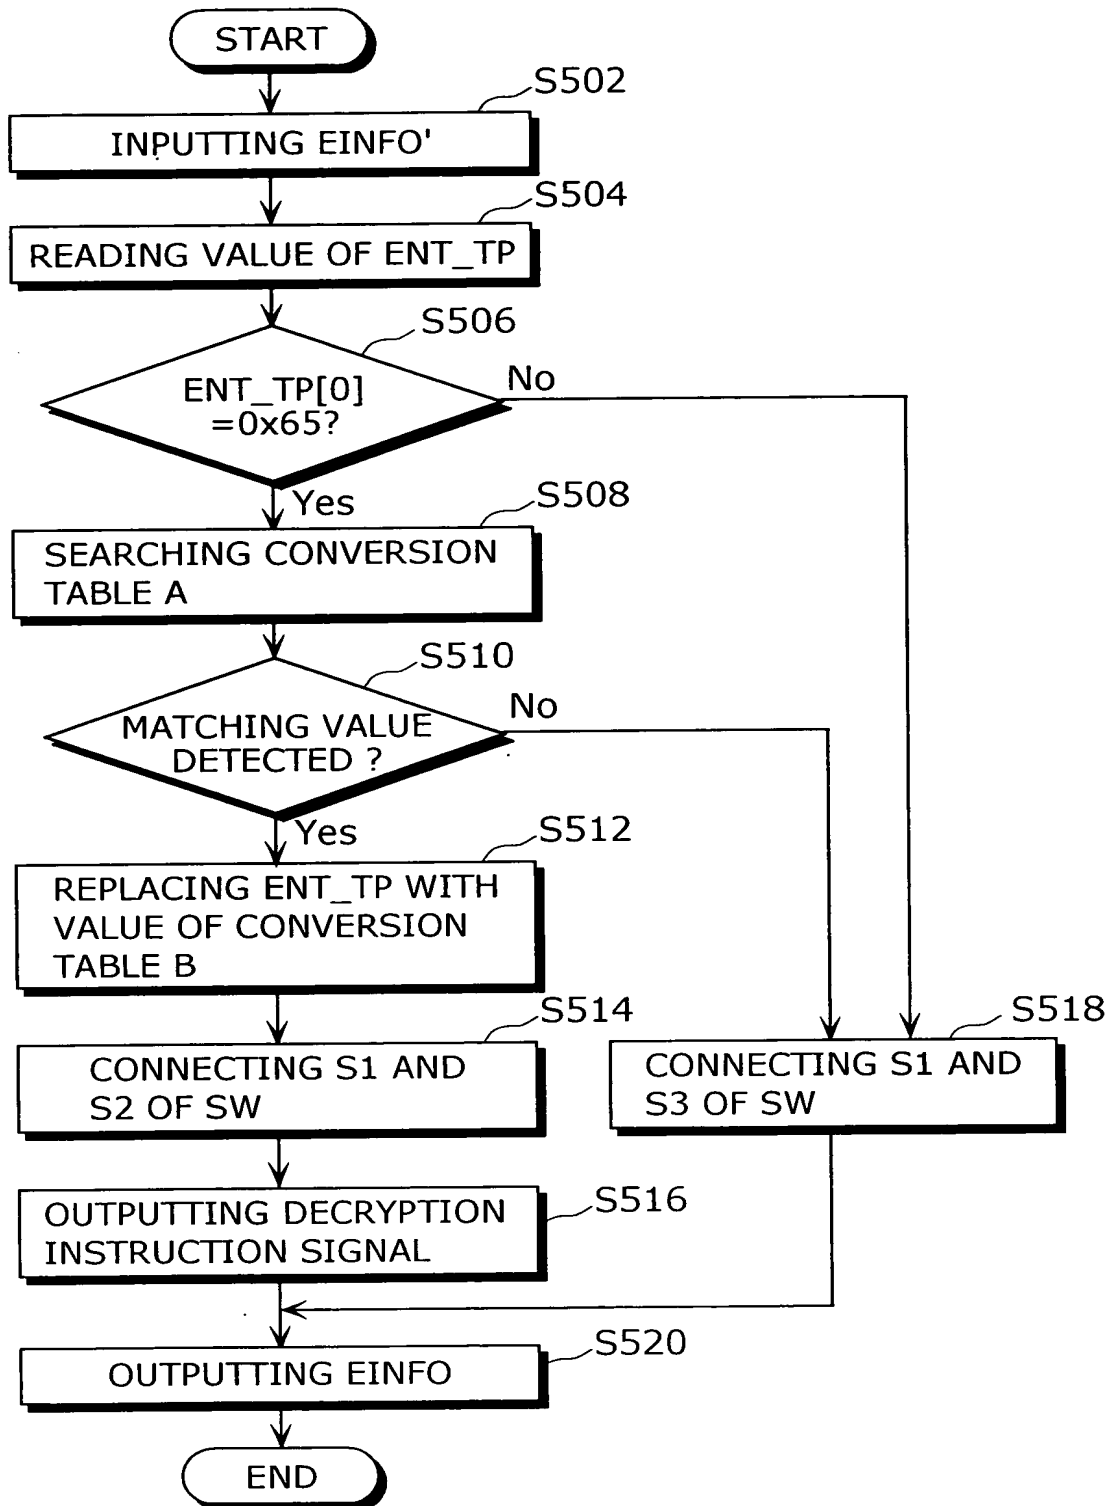 START
S502
INPUTTING EINFO'
S504
READING VALUE OF ENT_TP
S506
ENT_TP[0]
=0x65?
No
Yes
S508
SEARCHING CONVERSION
TABLE A
S510
MATCHING VALUE
DETECTED ?
No
Yes
S512
REPLACING ENT_TP WITH
VALUE OF CONVERSION
TABLE B
S514
CONNECTING S1 AND
S2 OF SW
S518
CONNECTING S1 AND
S3 OF SW
S516
OUTPUTTING DECRYPTION
INSTRUCTION SIGNAL
S520
OUTPUTTING EINFO
END